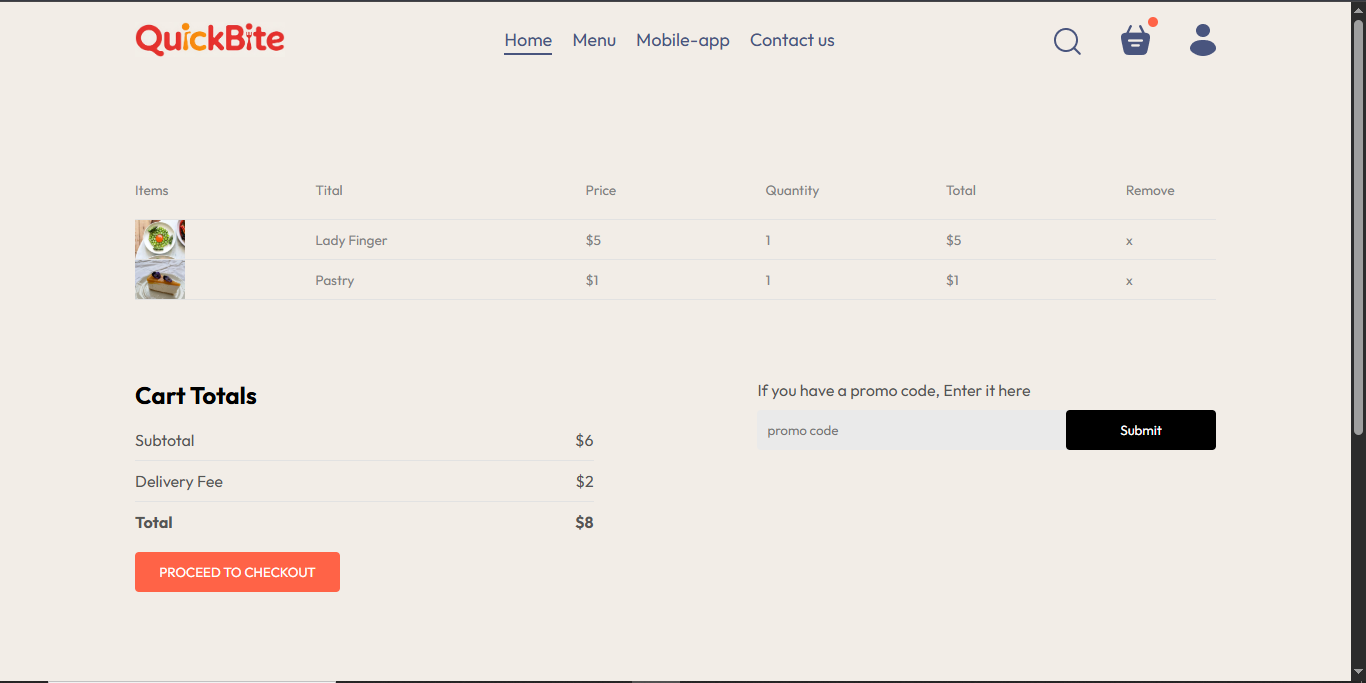 QuickBite
Home Menu Mobile-app Contact us
Items Tital Price Quantity Total Remove
Lady Finger $5 1 $5 x
Pastry $1 1 $1 x
Cart Totals
Subtotal $6
Delivery Fee $2
Total $8
PROCEED TO CHECKOUT
If you have a promo code, Enter it here
promo code Submit